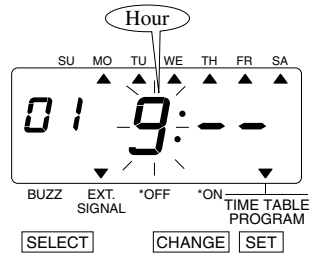 Hour
SU MO TU WE TH FR SA
01 9:--
BUZZ EXT. SIGNAL *OFF *ON TIME TABLE PROGRAM
SELECT CHANGE SET